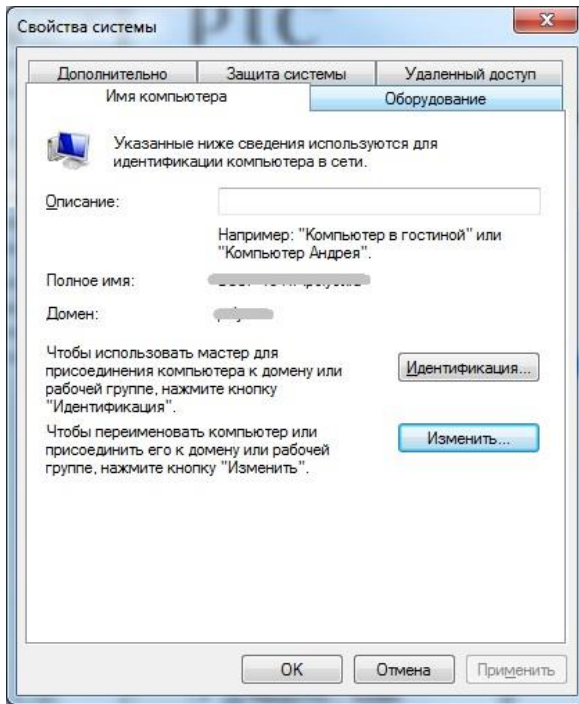 PTC
Свойства системы
Дополнительно
Защита системы
Удаленный доступ
Имя компьютера
Оборудование
Указанные ниже сведения используются для
идентификации компьютера в сети.
Описание:
Например: "Компьютер в гостиной" или
"Компьютер Андрея".
Полное имя:
Домен:
Чтобы использовать мастер для
присоединения компьютера к домену или
рабочей группе, нажмите кнопку
"Идентификация".
Идентификация...
Чтобы переименовать компьютер или
присоединить его к домену или рабочей
группе, нажмите кнопку "Изменить".
Изменить...
OK
Отмена
Применить